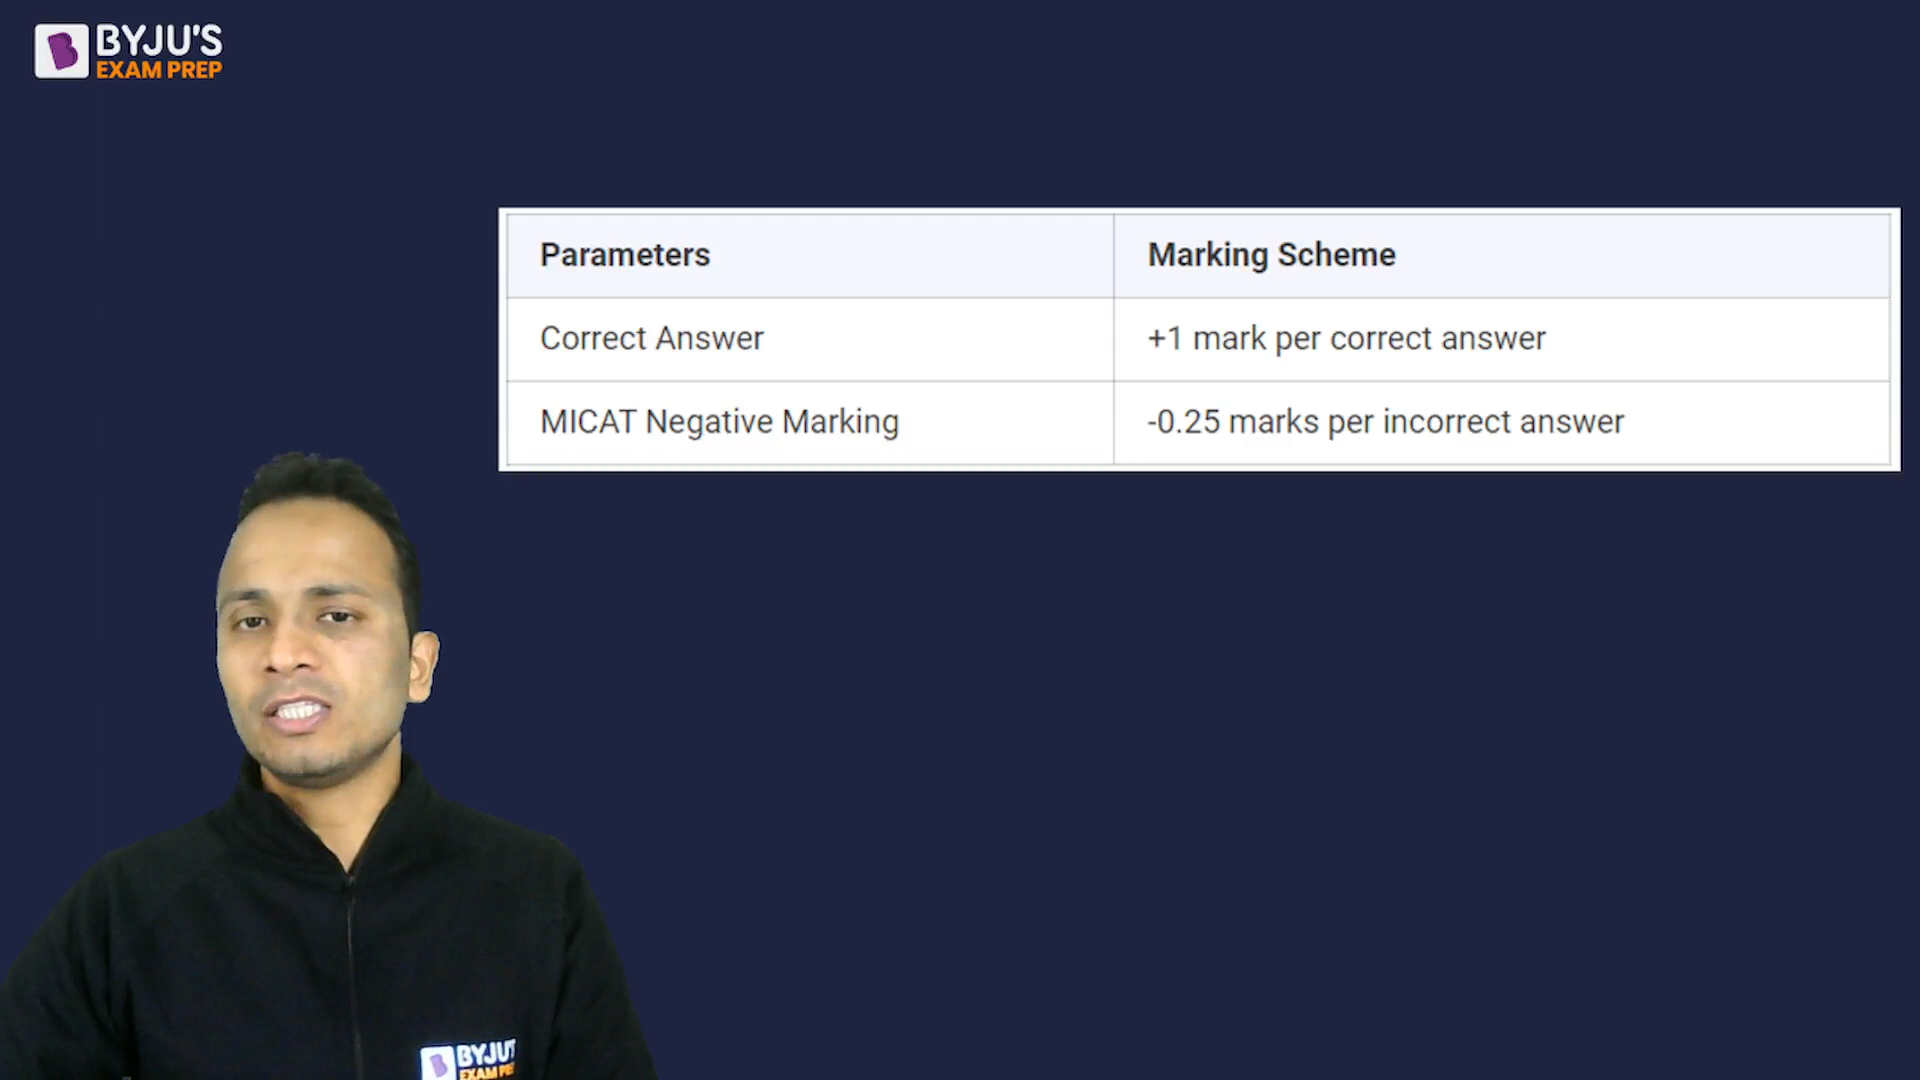 BYJU'S
EXAM PREP
Parameters Marking Scheme
Correct Answer +1 mark per correct answer
MICAT Negative Marking -0.25 marks per incorrect answer
EXAM